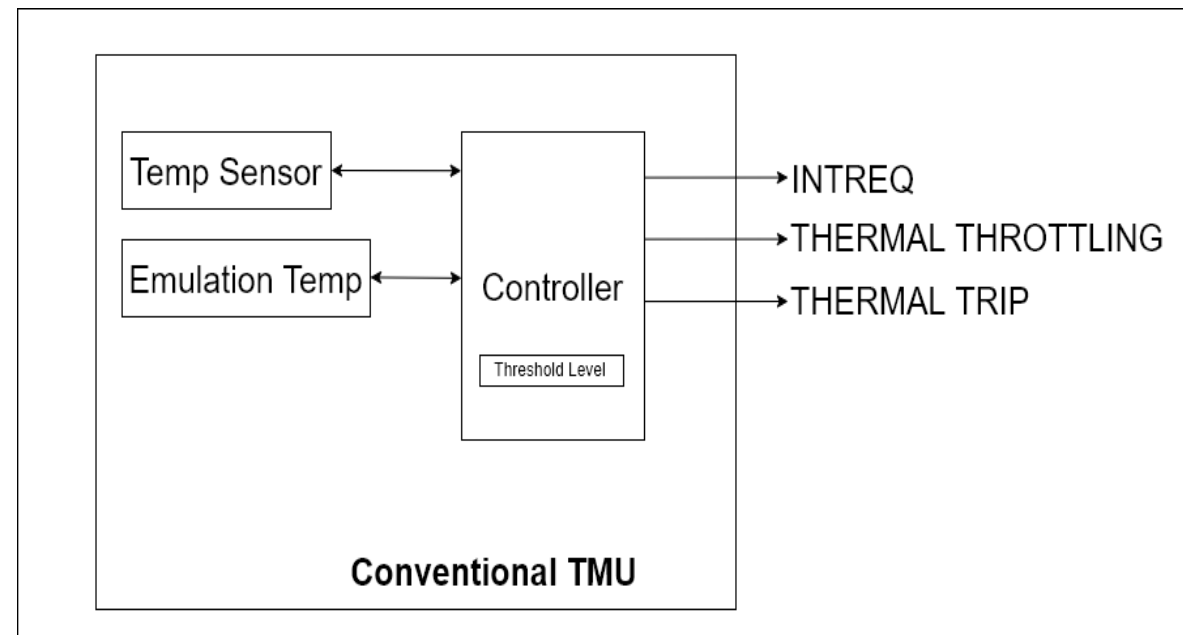 Temp Sensor
Emulation Temp
Controller
Threshold Level
INTREQ
THERMAL THROTTLING
THERMAL TRIP
Conventional TMU